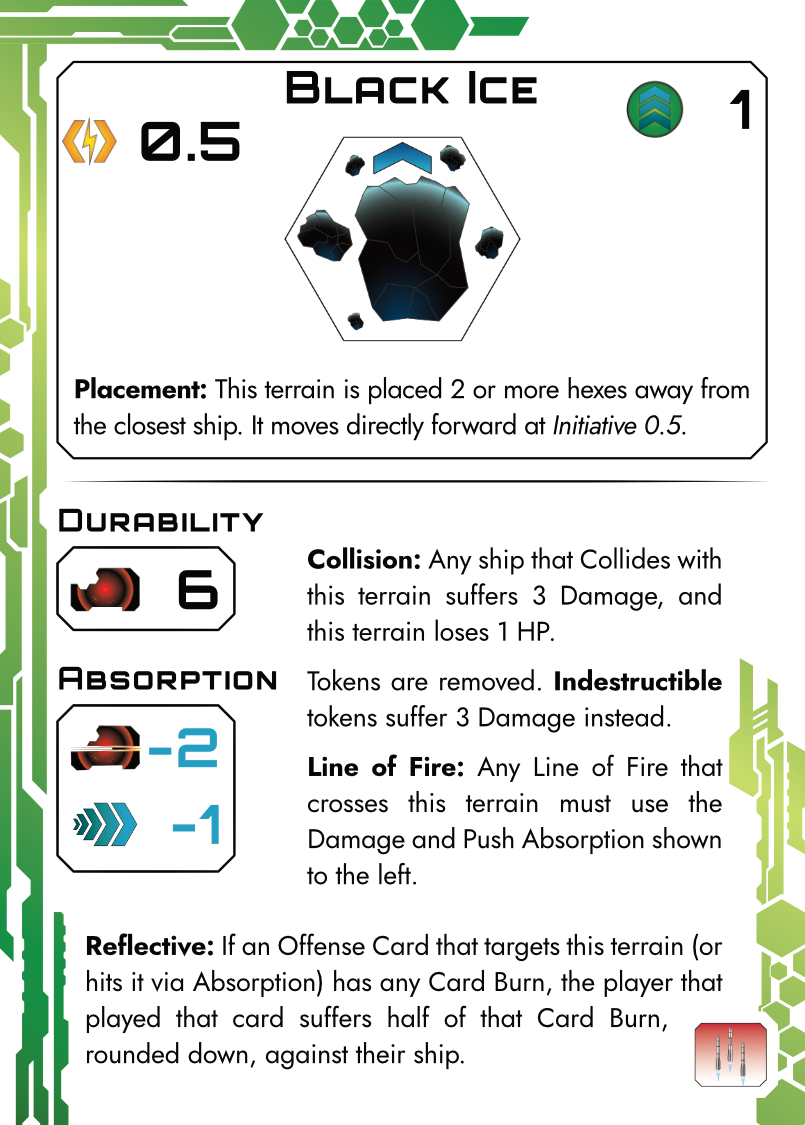 Black Ice
0.5
1
Placement: This terrain is placed 2 or more hexes away from
the closest ship. It moves directly forward at Initiative 0.5.
Durability
6
Collision: Any ship that Collides with
this terrain suffers 3 Damage, and
this terrain loses 1 HP.
Absorption
-2
-1
Tokens are removed. Indestructible
tokens suffer 3 Damage instead.
Line of Fire: Any Line of Fire that
crosses this terrain must use the
Damage and Push Absorption shown
to the left.
Reflective: If an Offense Card that targets this terrain (or
hits it via Absorption) has any Card Burn, the player that
played that card suffers half of that Card Burn,
rounded down, against their ship.